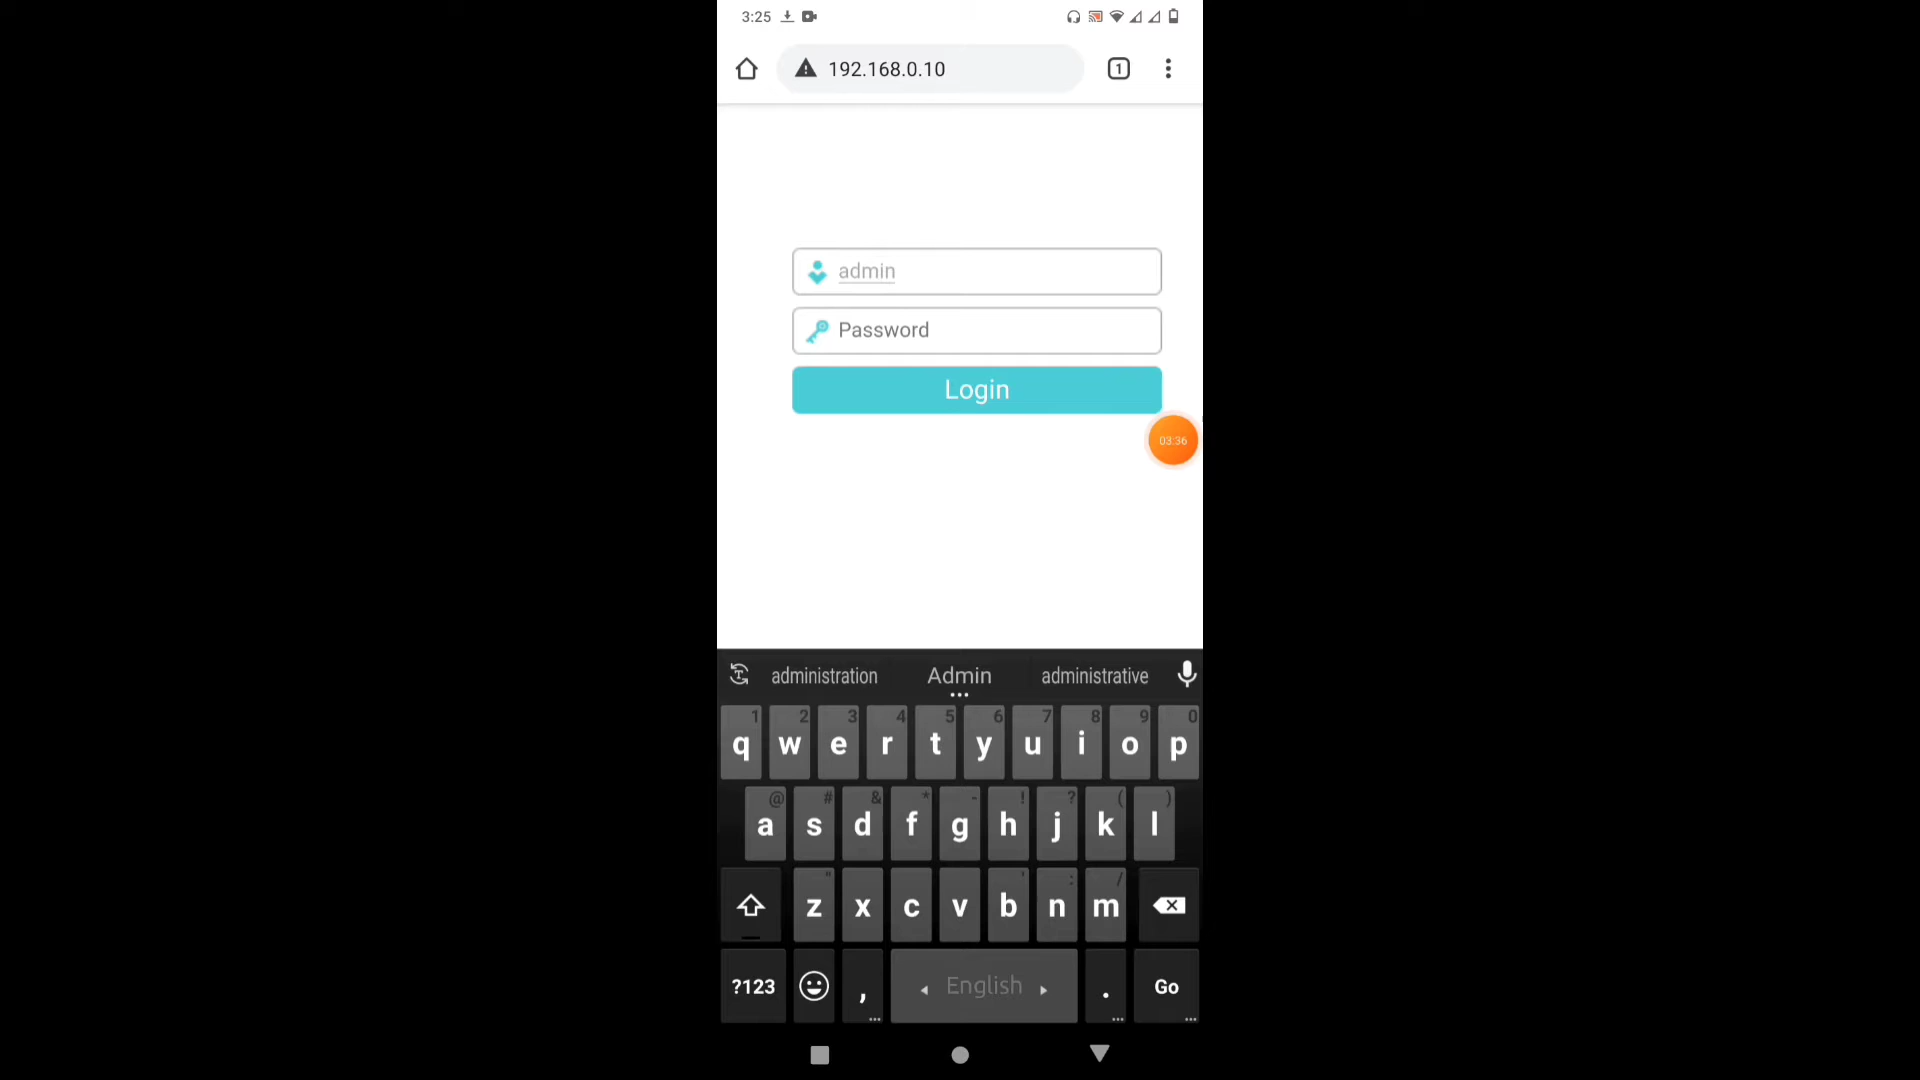 3:25
192.168.0.10
1
admin
Password
Login
03:36
administration Admin administrative
1 2 3 4 5 6 7 8 9 0
q w e r t y u i o p
@ # & * - ! ? ( )
a s d f g h j k l
" ' : /
z x c v b n m
?123 , English . Go